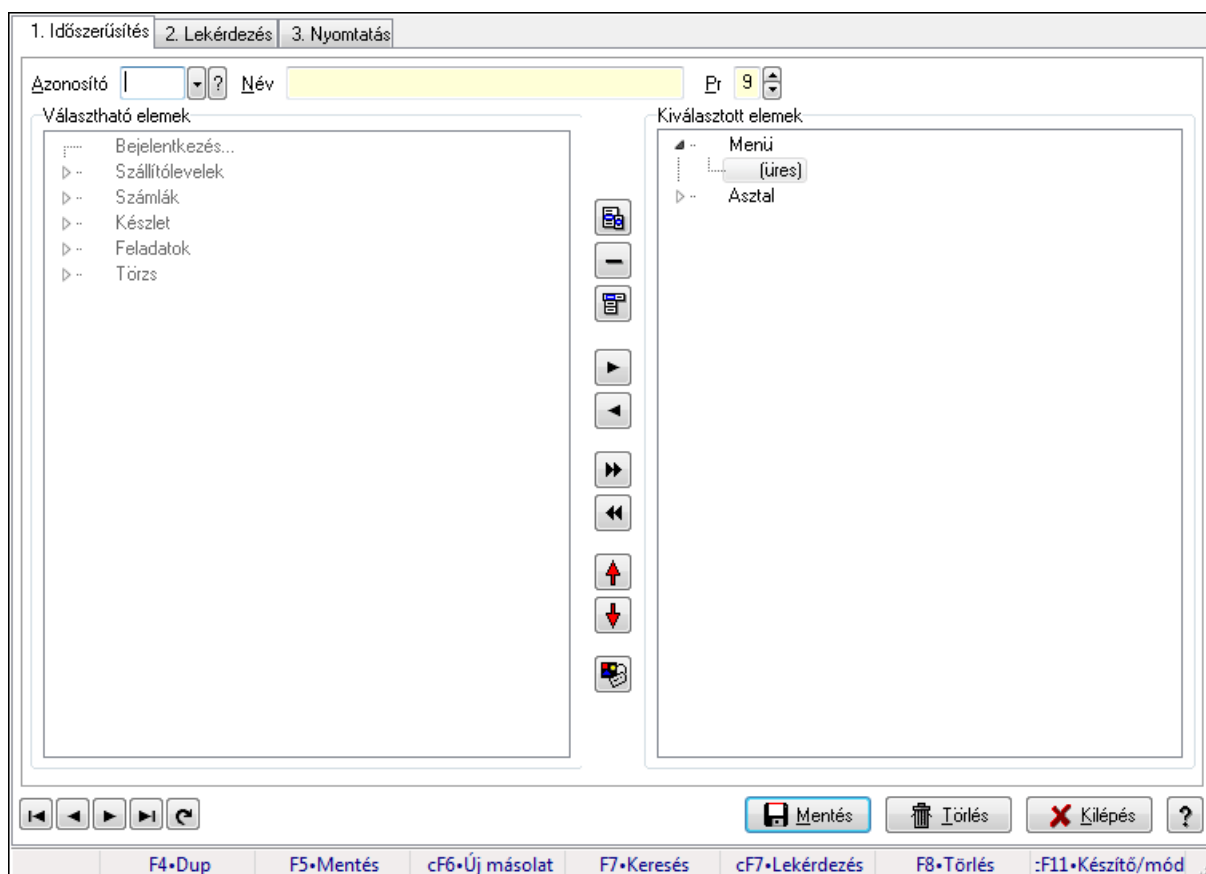 1. Időszerűsítés 2. Lekérdezés 3. Nyomtatás
Azonosító ? Név Pr 9
Választható elemek
Bejelentkezés...
Szállítólevelek
Számlák
Készlet
Feladatok
Törzs
Kiválasztott elemek
Menü
(üres)
Asztal
Mentés Törlés Kilépés ?
F4•Dup F5•Mentés cF6•Új másolat F7•Keresés cF7•Lekérdezés F8•Törlés :F11•Készítő/mód